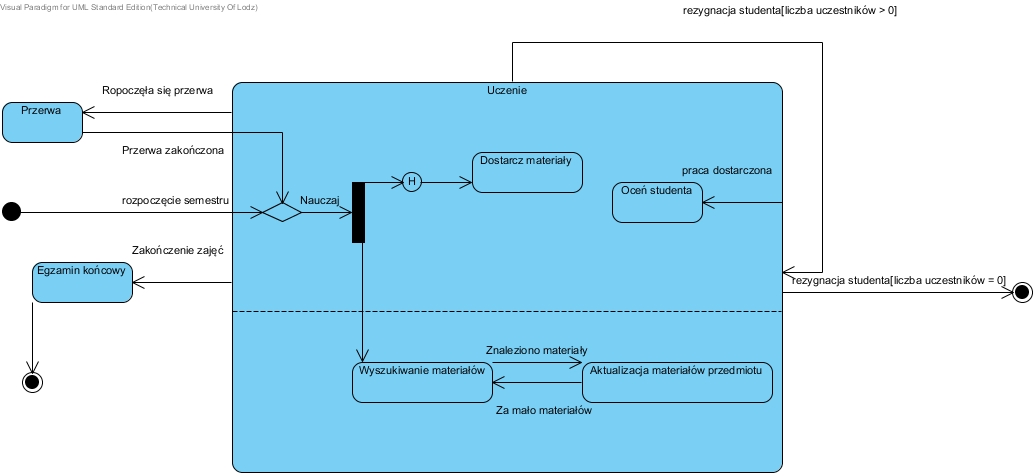 Visual Paradigm for UML Standard Edition(Technical University Of Lodz)
rezygnacja studenta[liczba uczestników > 0]
Uczenie
Ropoczęła się przerwa
Przerwa
Przerwa zakończona
Dostarcz materiały
praca dostarczona
H
Oceń studenta
rozpoczęcie semestru
Nauczaj
Zakończenie zajęć
Egzamin końcowy
rezygnacja studenta[liczba uczestników = 0]
Znaleziono materiały
Wyszukiwanie materiałów
Aktualizacja materiałów przedmiotu
Za mało materiałów